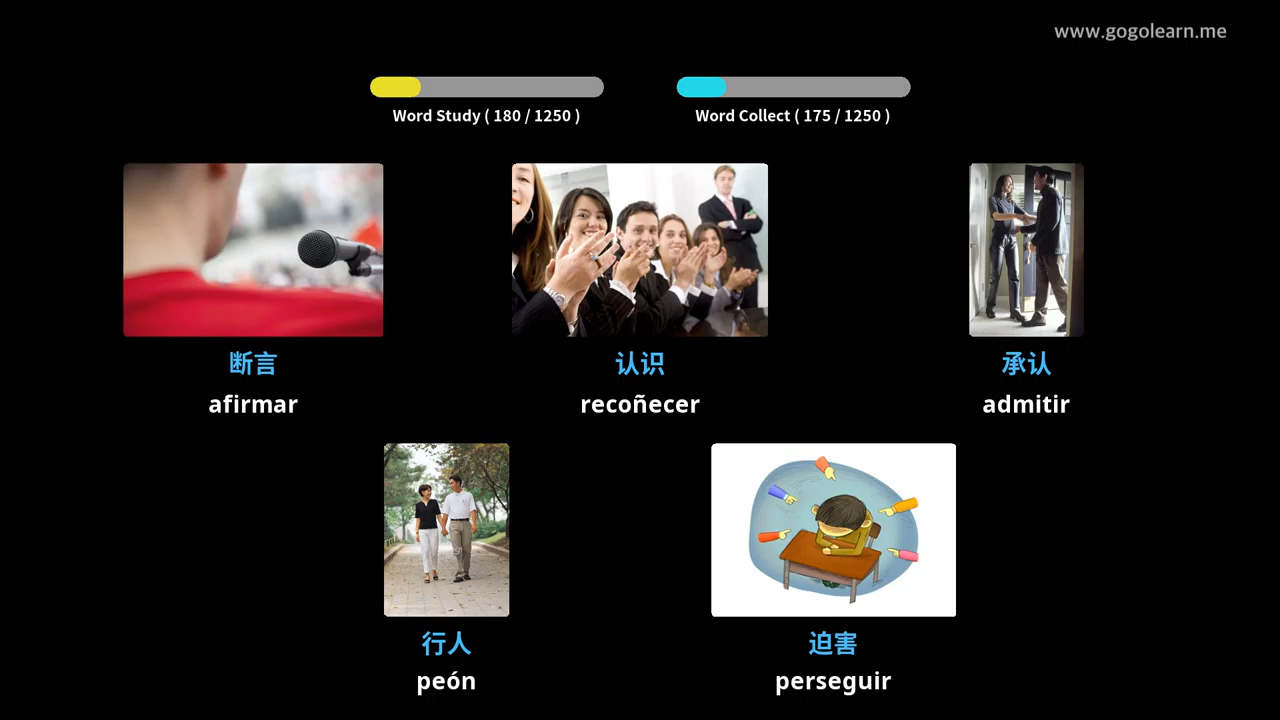 www.gogolearn.me
Word Study ( 180 / 1250 )
Word Collect ( 175 / 1250 )
断言
afirmar
认识
recoñecer
承认
admitir
行人
peón
迫害
perseguir